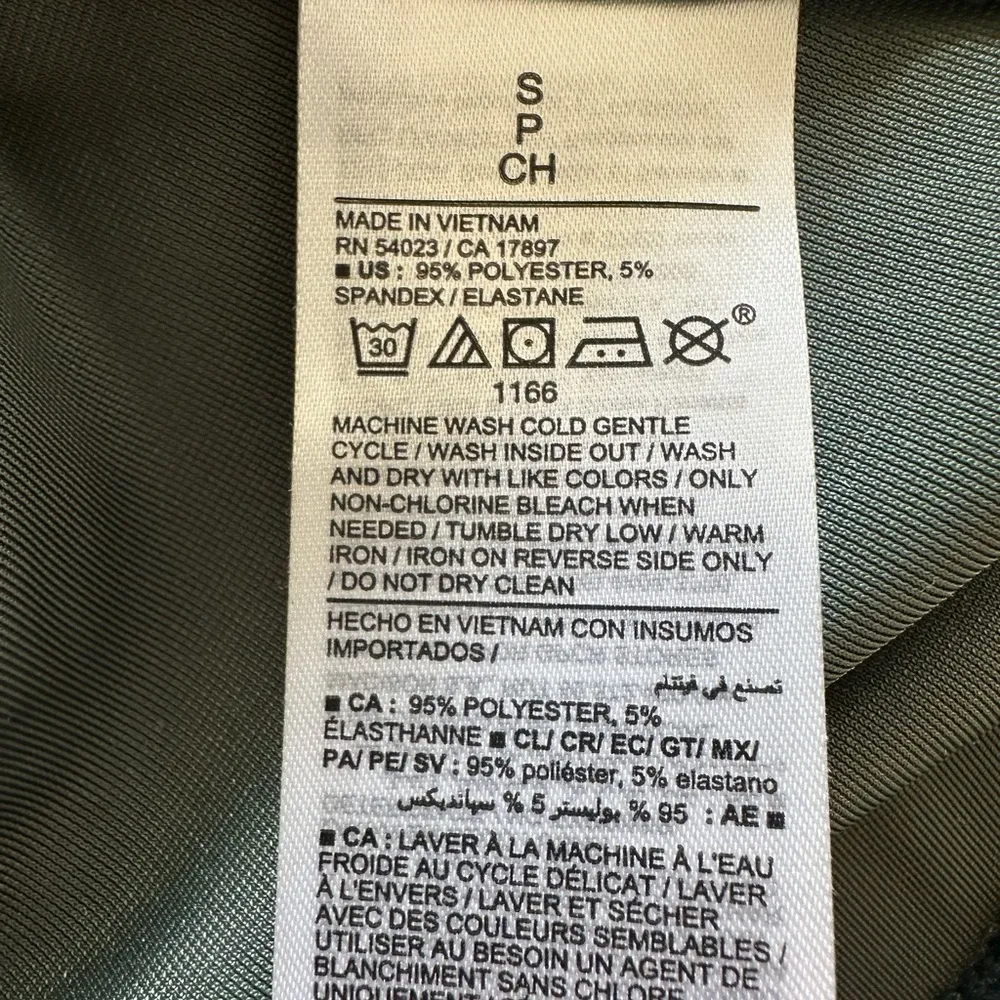 S
P
CH
MADE IN VIETNAM
RN 54023 / CA 17897
■ US : 95% POLYESTER, 5%
SPANDEX / ELASTANE
30
®
1166
MACHINE WASH COLD GENTLE
CYCLE / WASH INSIDE OUT / WASH
AND DRY WITH LIKE COLORS / ONLY
NON-CHLORINE BLEACH WHEN
NEEDED / TUMBLE DRY LOW / WARM
IRON / IRON ON REVERSE SIDE ONLY
/ DO NOT DRY CLEAN
HECHO EN VIETNAM CON INSUMOS
IMPORTADOS /
تصنع في فيتنام
■ CA : 95% POLYESTER, 5%
ÉLASTHANNE ■ CL/ CR/ EC/ GT/ MX/
PA/ PE/ SV : 95% poliéster, 5% elastano
■ AE : 95 % بوليستر 5 % سپانديكس
■ CA : LAVER À LA MACHINE À L'EAU
FROIDE AU CYCLE DÉLICAT / LAVER
À L'ENVERS / LAVER ET SÉCHER
AVEC DES COULEURS SEMBLABLES /
UTILISER AU BESOIN UN AGENT DE
BLANCHIMENT SANS CHLORE
UNIQUEMENT /